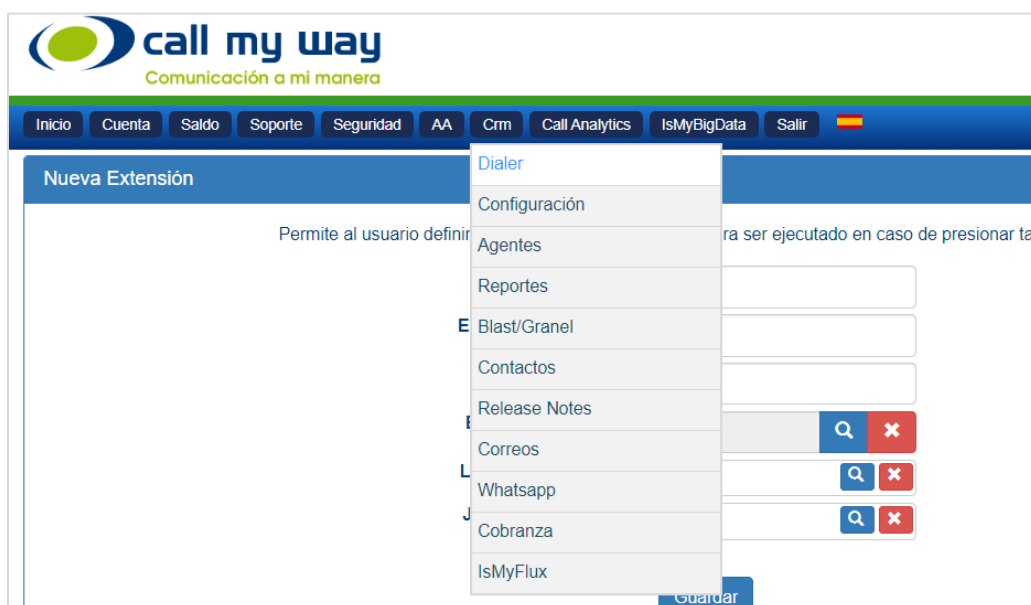 call my way
Comunicación a mi manera
Inicio Cuenta Saldo Soporte Seguridad AA Crm Call Analytics IsMyBigData Salir
Nueva Extensión
Dialer
Configuración
Permite al usuario definir ra ser ejecutado en caso de presionar ta
Agentes
Reportes
E Blast/Granel
Contactos
Release Notes
Correos
L
Whatsapp
J
Cobranza
IsMyFlux
Guardar